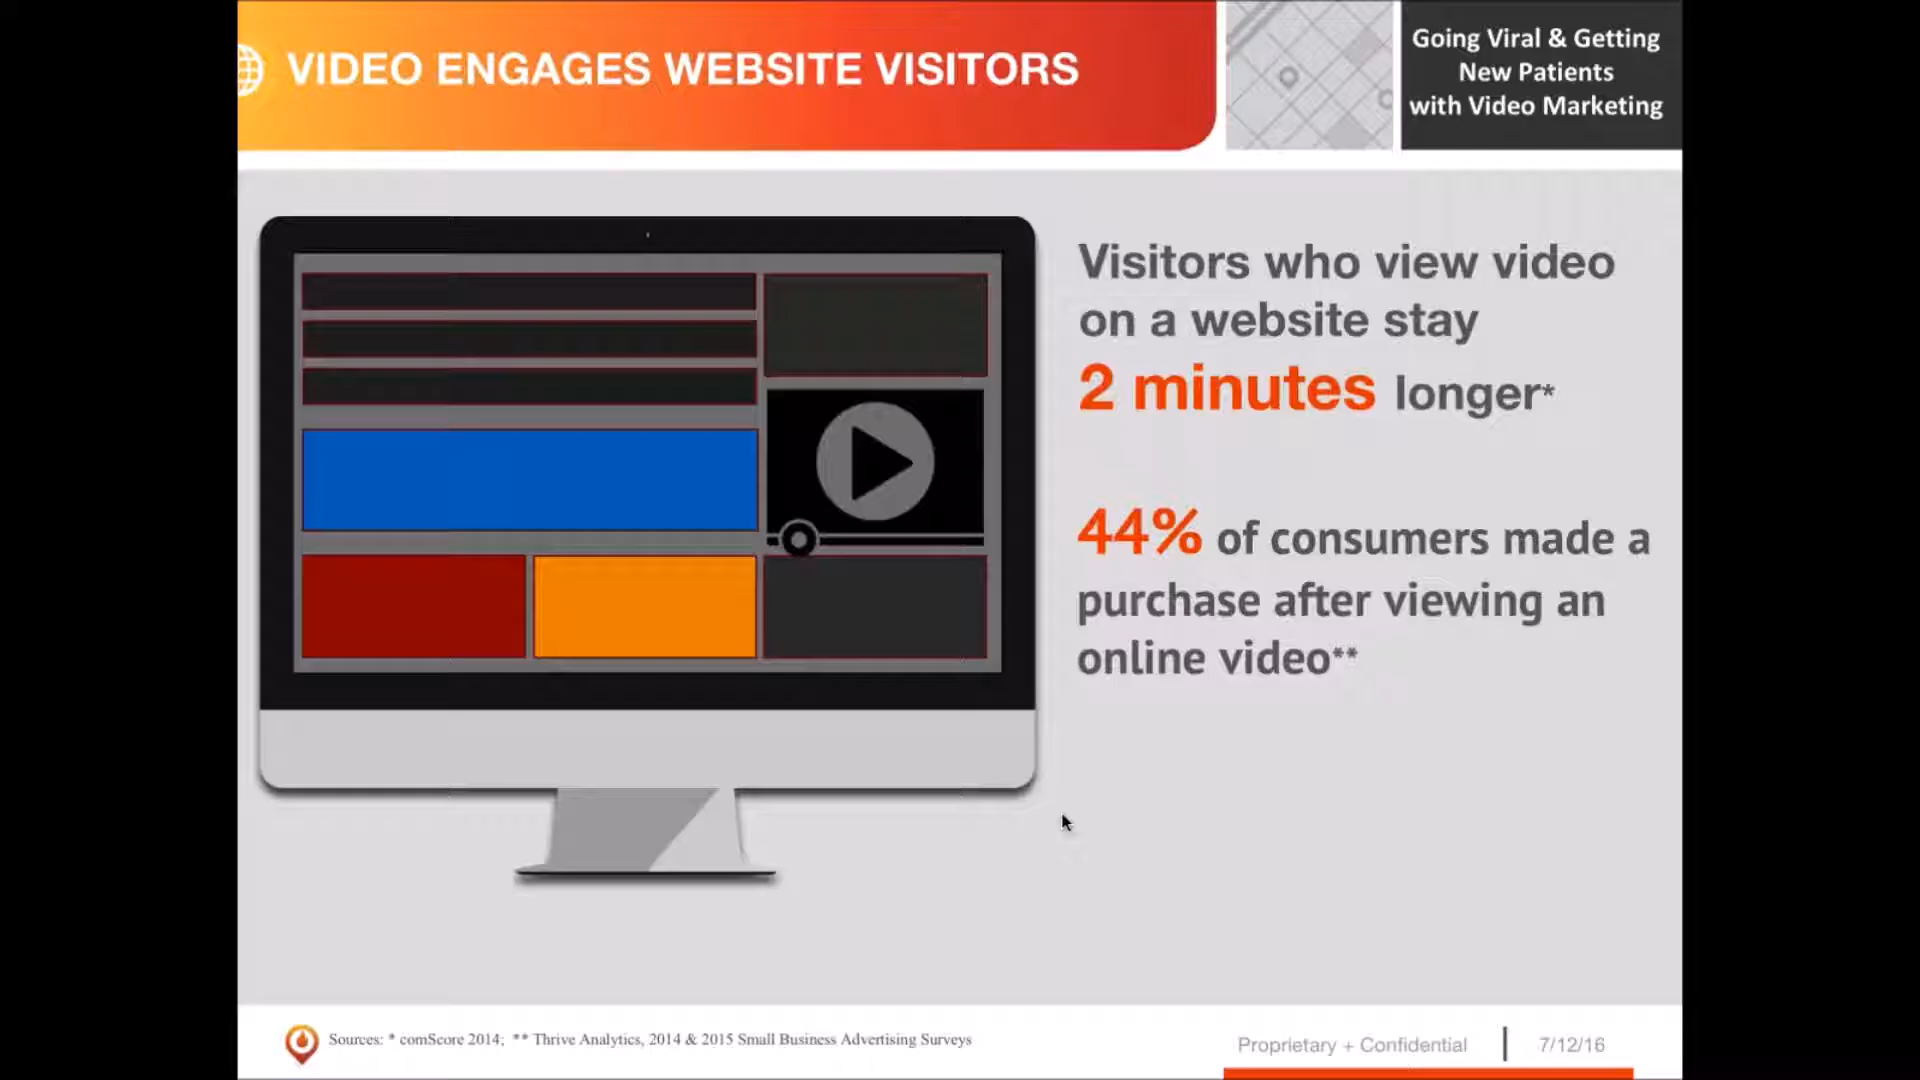 VIDEO ENGAGES WEBSITE VISITORS
Going Viral & Getting
New Patients
with Video Marketing
Visitors who view video
on a website stay
2 minutes longer*
44% of consumers made a
purchase after viewing an
online video**
Sources: * comScore 2014; ** Thrive Analytics, 2014 & 2015 Small Business Advertising Surveys
Proprietary + Confidential
7/12/16